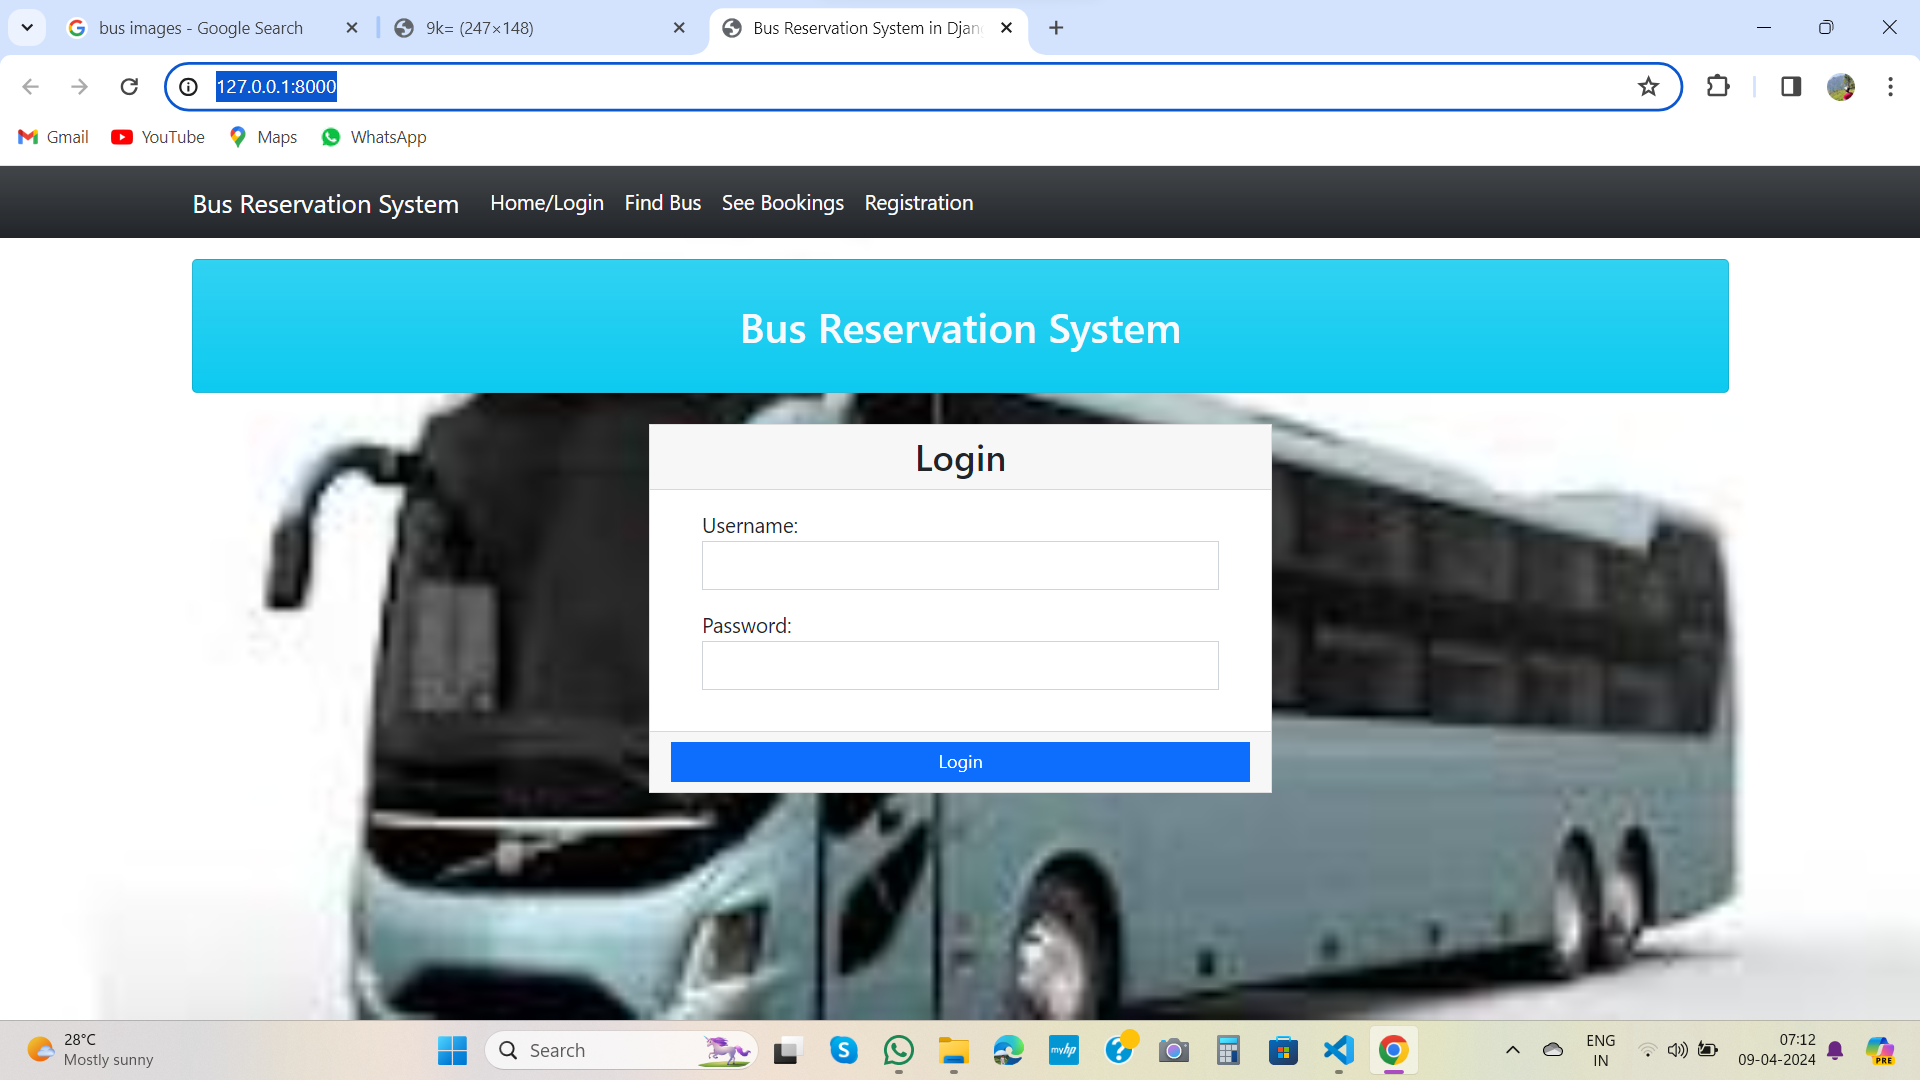 bus images - Google Search
9k= (247×148)
Bus Reservation System in Djan
127.0.0.1:8000
Gmail
YouTube
Maps
WhatsApp
Bus Reservation System
Home/Login
Find Bus
See Bookings
Registration
Bus Reservation System
Login
Username:
Password:
Login
28°C
Mostly sunny
Search
myhp
PRE
ENG
IN
07:12
09-04-2024